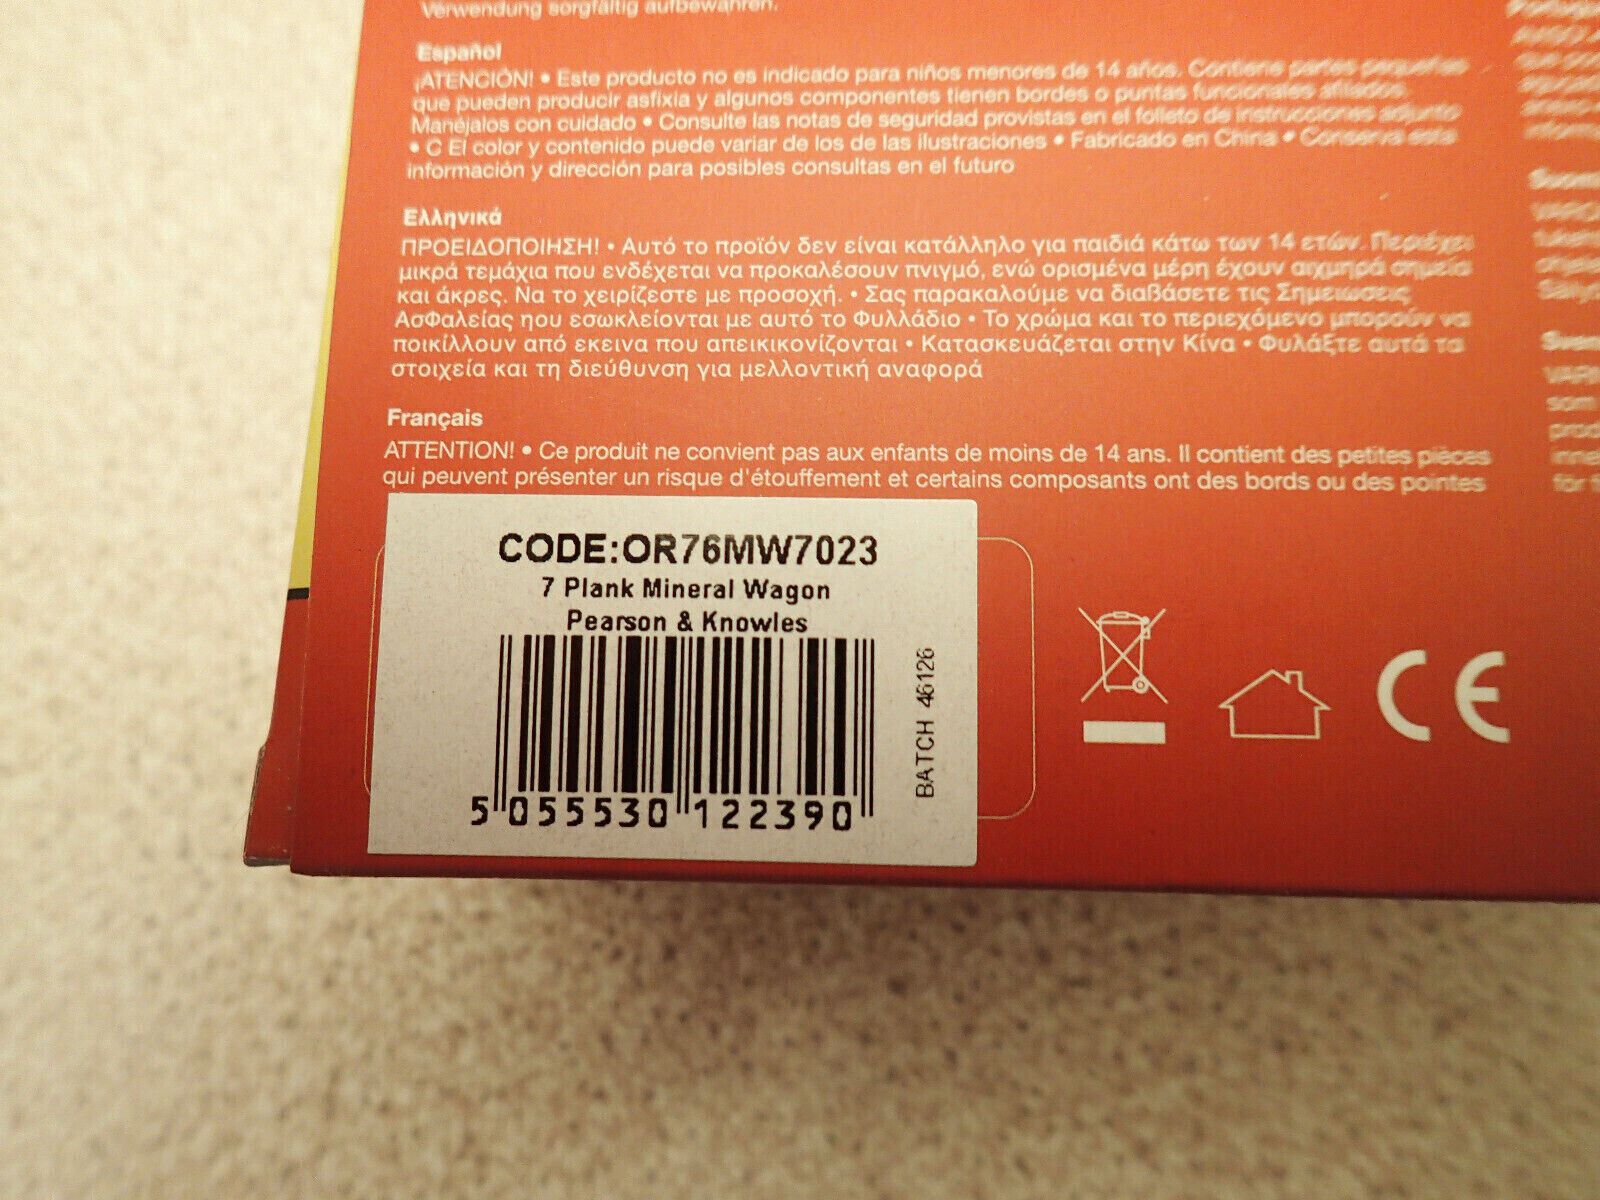 Verwendung sorgfältig aufbewahren.
Español
¡ATENCIÓN! • Este producto no es indicado para niños menores de 14 años. Contiene partes pequeñas
que pueden producir asfixia y algunos componentes tienen bordes o puntas funcionales afilados.
Manéjalos con cuidado • Consulte las notas de seguridad provistas en el folleto de instrucciones adjunto
• C El color y contenido puede variar de los de las ilustraciones • Fabricado en China • Conserva esta
información y dirección para posibles consultas en el futuro
Ελληνικά
ΠΡΟΕΙΔΟΠΟΙΗΣΗ! • Αυτό το προϊόν δεν είναι κατάλληλο για παιδιά κάτω των 14 ετών. Περιέχει
μικρά τεμάχια που ενδέχεται να προκαλέσουν πνιγμό, ενώ ορισμένα μέρη έχουν αιχμηρά σημεία
και άκρες. Να το χειρίζεστε με προσοχή. • Σας παρακαλούμε να διαβάσετε τις Σημειωσεις
ΑσΦαλείας ηου εσωκλείονται με αυτό το Φυλλάδιο • Το χρώμα και το περιεχόμενο μπορούν να
ποικίλλουν από εκεινα που απεικικονίζονται • Κατασκευάζεται στην Κίνα • Φυλάξτε αυτά τα
στοιχεία και τη διεύθυνση για μελλοντική αναφορά
Français
ATTENTION! • Ce produit ne convient pas aux enfants de moins de 14 ans. Il contient des petites pièces
qui peuvent présenter un risque d'étouffement et certains composants ont des bords ou des pointes
CODE:OR76MW7023
7 Plank Mineral Wagon
Pearson & Knowles
5 055530 122390
BATCH 46126
CE